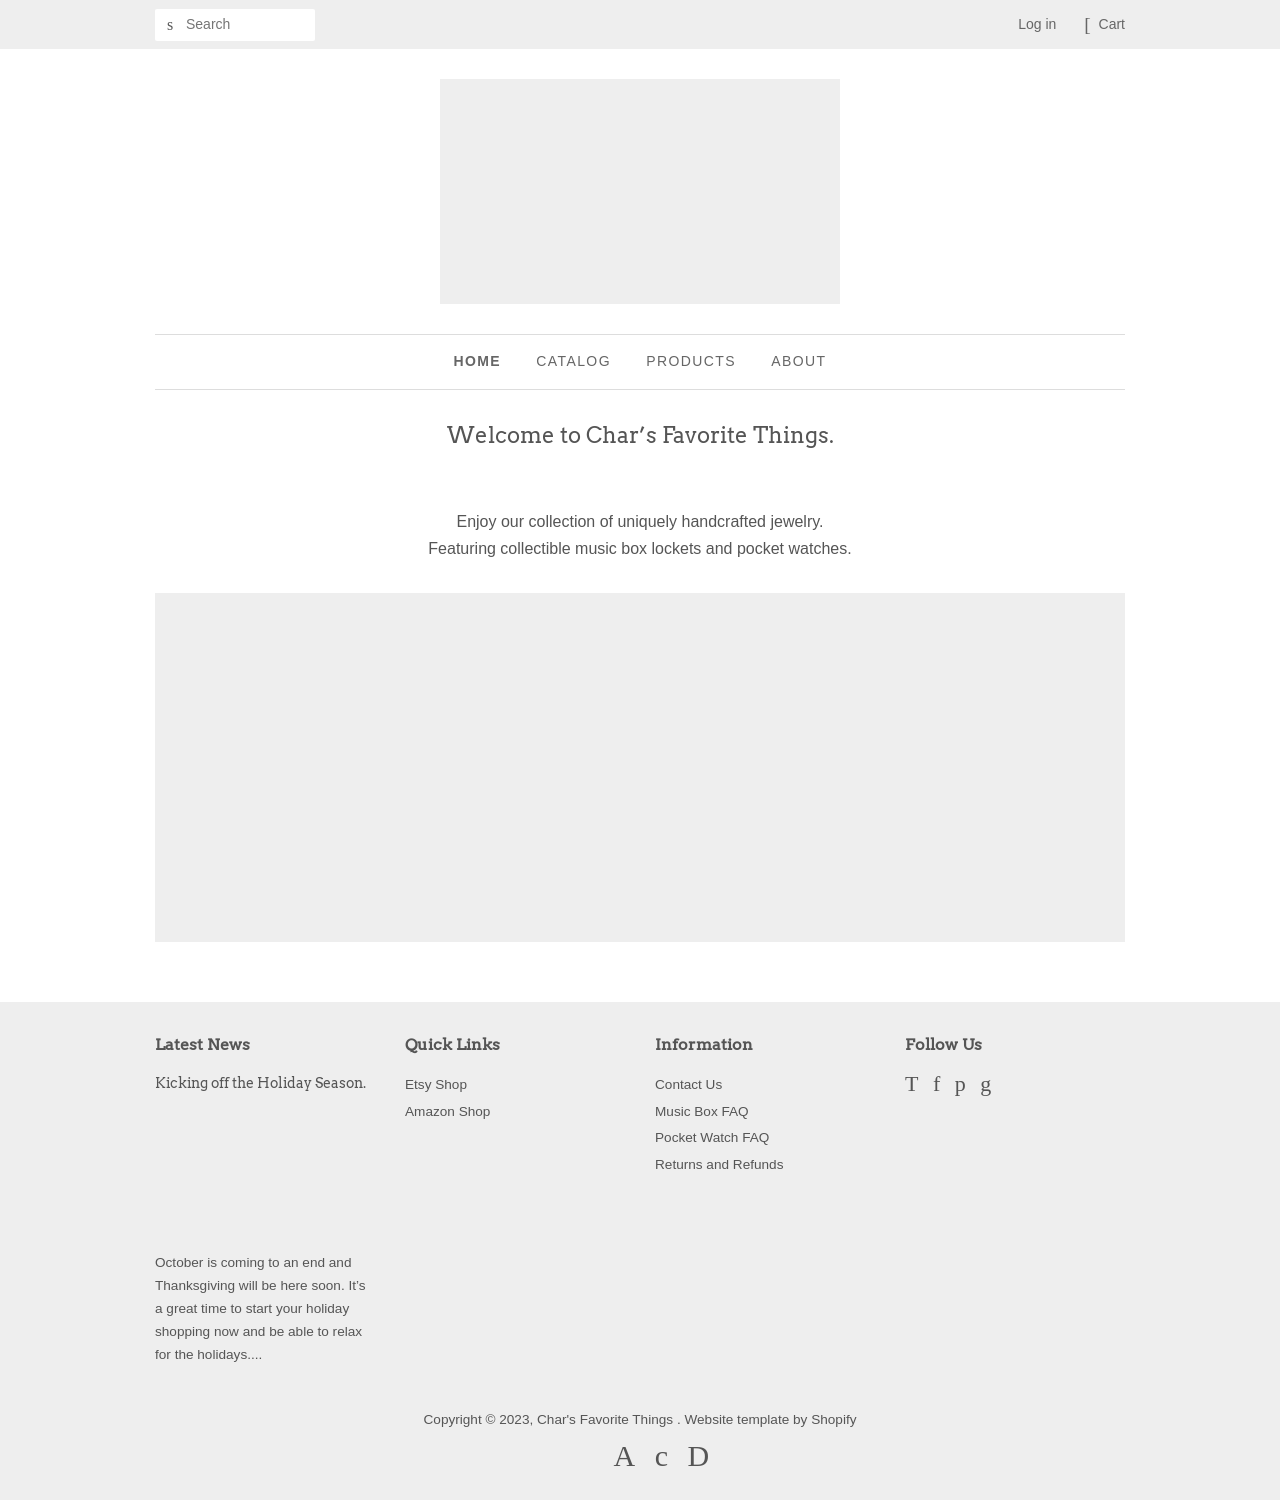 s Search
Log in [ Cart
HOME CATALOG PRODUCTS ABOUT
Welcome to Char’s Favorite Things.
Enjoy our collection of uniquely handcrafted jewelry.
Featuring collectible music box lockets and pocket watches.
Latest News
Kicking off the Holiday Season.
October is coming to an end and
Thanksgiving will be here soon. It’s
a great time to start your holiday
shopping now and be able to relax
for the holidays....
Quick Links
Etsy Shop
Amazon Shop
Information
Contact Us
Music Box FAQ
Pocket Watch FAQ
Returns and Refunds
Follow Us
T f p g
Copyright © 2023, Char's Favorite Things . Website template by Shopify
A c D